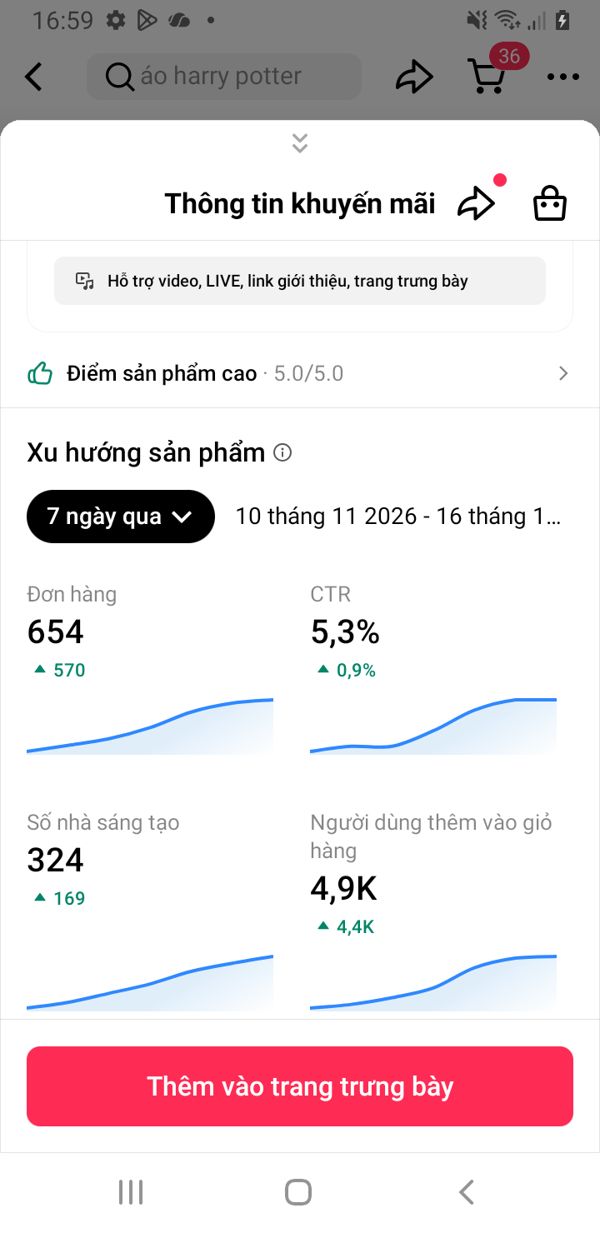 16:59
áo harry potter
36
Thông tin khuyến mãi
Hỗ trợ video, LIVE, link giới thiệu, trang trưng bày
Điểm sản phẩm cao · 5.0/5.0
Xu hướng sản phẩm
7 ngày qua
10 tháng 11 2026 - 16 tháng 1...
Đơn hàng
654
570
CTR
5,3%
0,9%
Số nhà sáng tạo
324
169
Người dùng thêm vào giỏ
hàng
4,9K
4,4K
Thêm vào trang trưng bày